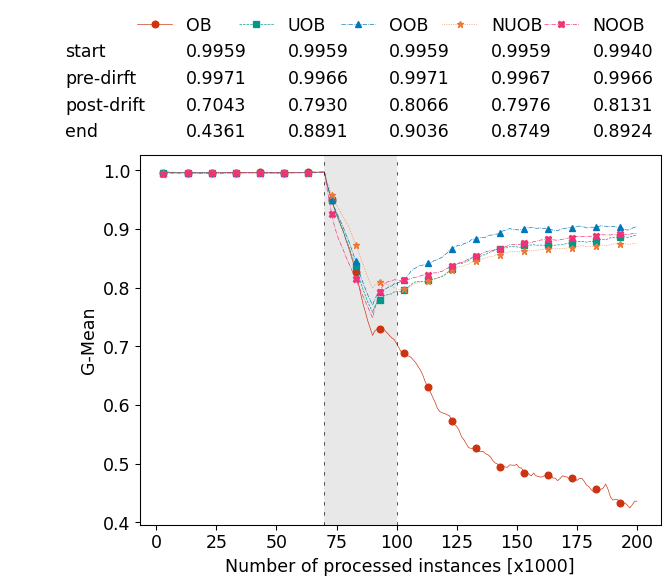 OB UOB OOB NUOB NOOB
start 0.9959 0.9959 0.9959 0.9959 0.9940
pre-dirft 0.9971 0.9966 0.9971 0.9967 0.9966
post-drift 0.7043 0.7930 0.8066 0.7976 0.8131
end 0.4361 0.8891 0.9036 0.8749 0.8924
1.0
0.9
0.8
0.7
0.6
0.5
0.4
G-Mean
0 25 50 75 100 125 150 175 200
Number of processed instances [x1000]